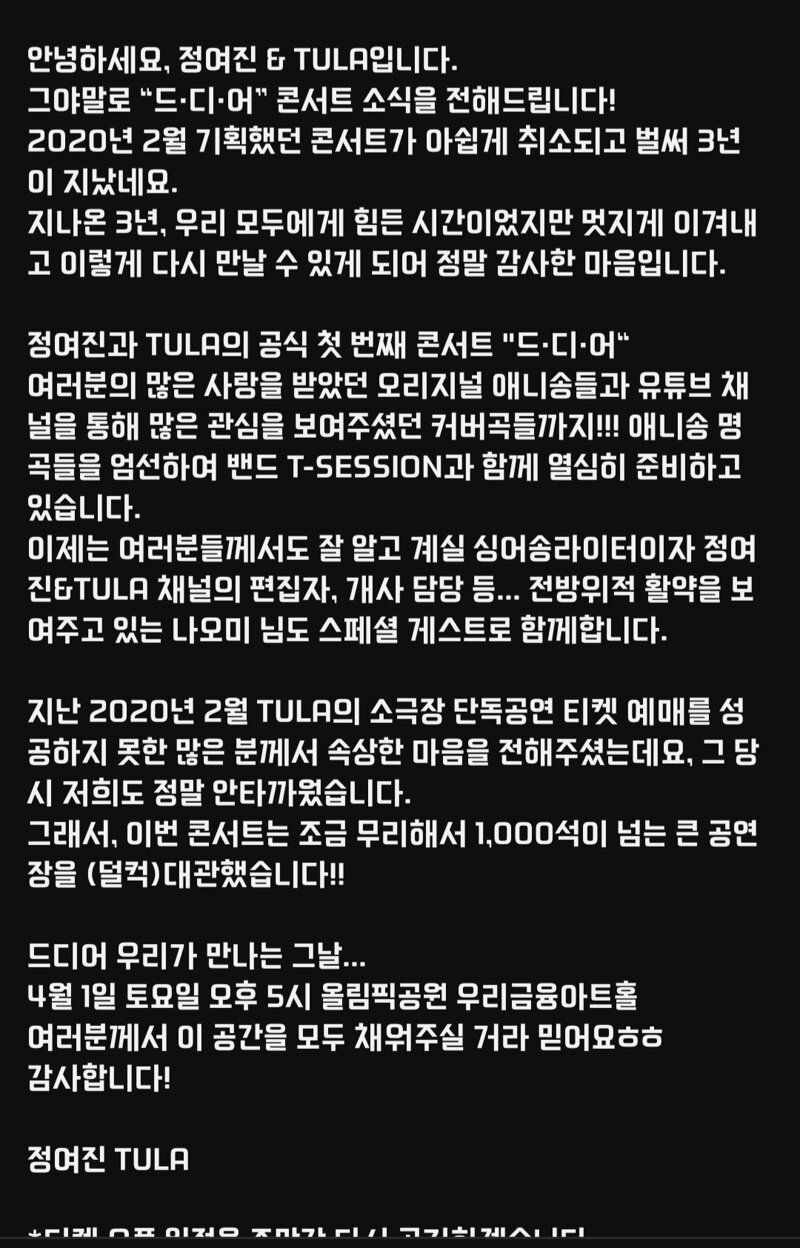 안녕하세요, 정여진 & TULA입니다.
그야말로 “드·디·어” 콘서트 소식을 전해드립니다!
2020년 2월 기획했던 콘서트가 아쉽게 취소되고 벌써 3년
이 지났네요.
지나온 3년, 우리 모두에게 힘든 시간이었지만 멋지게 이겨내
고 이렇게 다시 만날 수 있게 되어 정말 감사한 마음입니다.
정여진과 TULA의 공식 첫 번째 콘서트 "드·디·어“
여러분의 많은 사랑을 받았던 오리지널 애니송들과 유튜브 채
널을 통해 많은 관심을 보여주셨던 커버곡들까지!!! 애니송 명
곡들을 엄선하여 밴드 T-SESSION과 함께 열심히 준비하고
있습니다.
이제는 여러분들께서도 잘 알고 계실 싱어송라이터이자 정여
진&TULA 채널의 편집자, 개사 담당 등... 전방위적 활약을 보
여주고 있는 나오미 님도 스페셜 게스트로 함께합니다.
지난 2020년 2월 TULA의 소극장 단독공연 티켓 예매를 성
공하지 못한 많은 분께서 속상한 마음을 전해주셨는데요, 그 당
시 저희도 정말 안타까웠습니다.
그래서, 이번 콘서트는 조금 무리해서 1,000석이 넘는 큰 공연
장을 (덜컥)대관했습니다!!
드디어 우리가 만나는 그날...
4월 1일 토요일 오후 5시 올림픽공원 우리금융아트홀
여러분께서 이 공간을 모두 채워주실 거라 믿어요ㅎㅎ
감사합니다!
정여진 TULA
*티켓 오픈 일정은 조만간 다시 공지하겠습니다